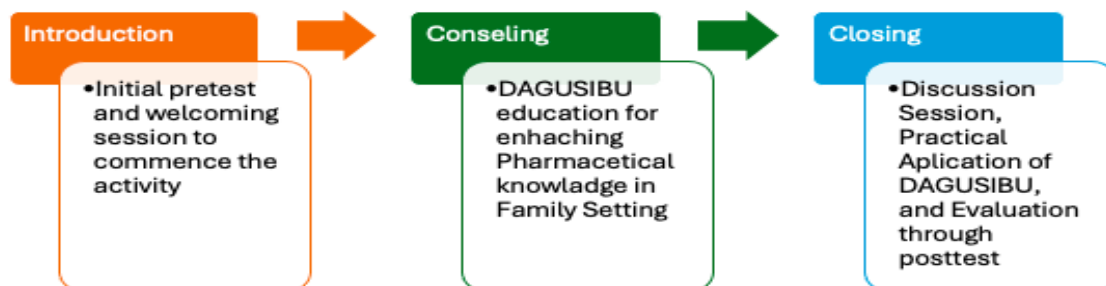 Introduction
•Initial pretest
and welcoming
session to
commence the
activity
Conseling
•DAGUSIBU
education for
enhaching
Pharmacetical
knowladge in
Family Setting
Closing
•Discussion
Session,
Practical
Aplication of
DAGUSIBU,
and Evaluation
through
posttest